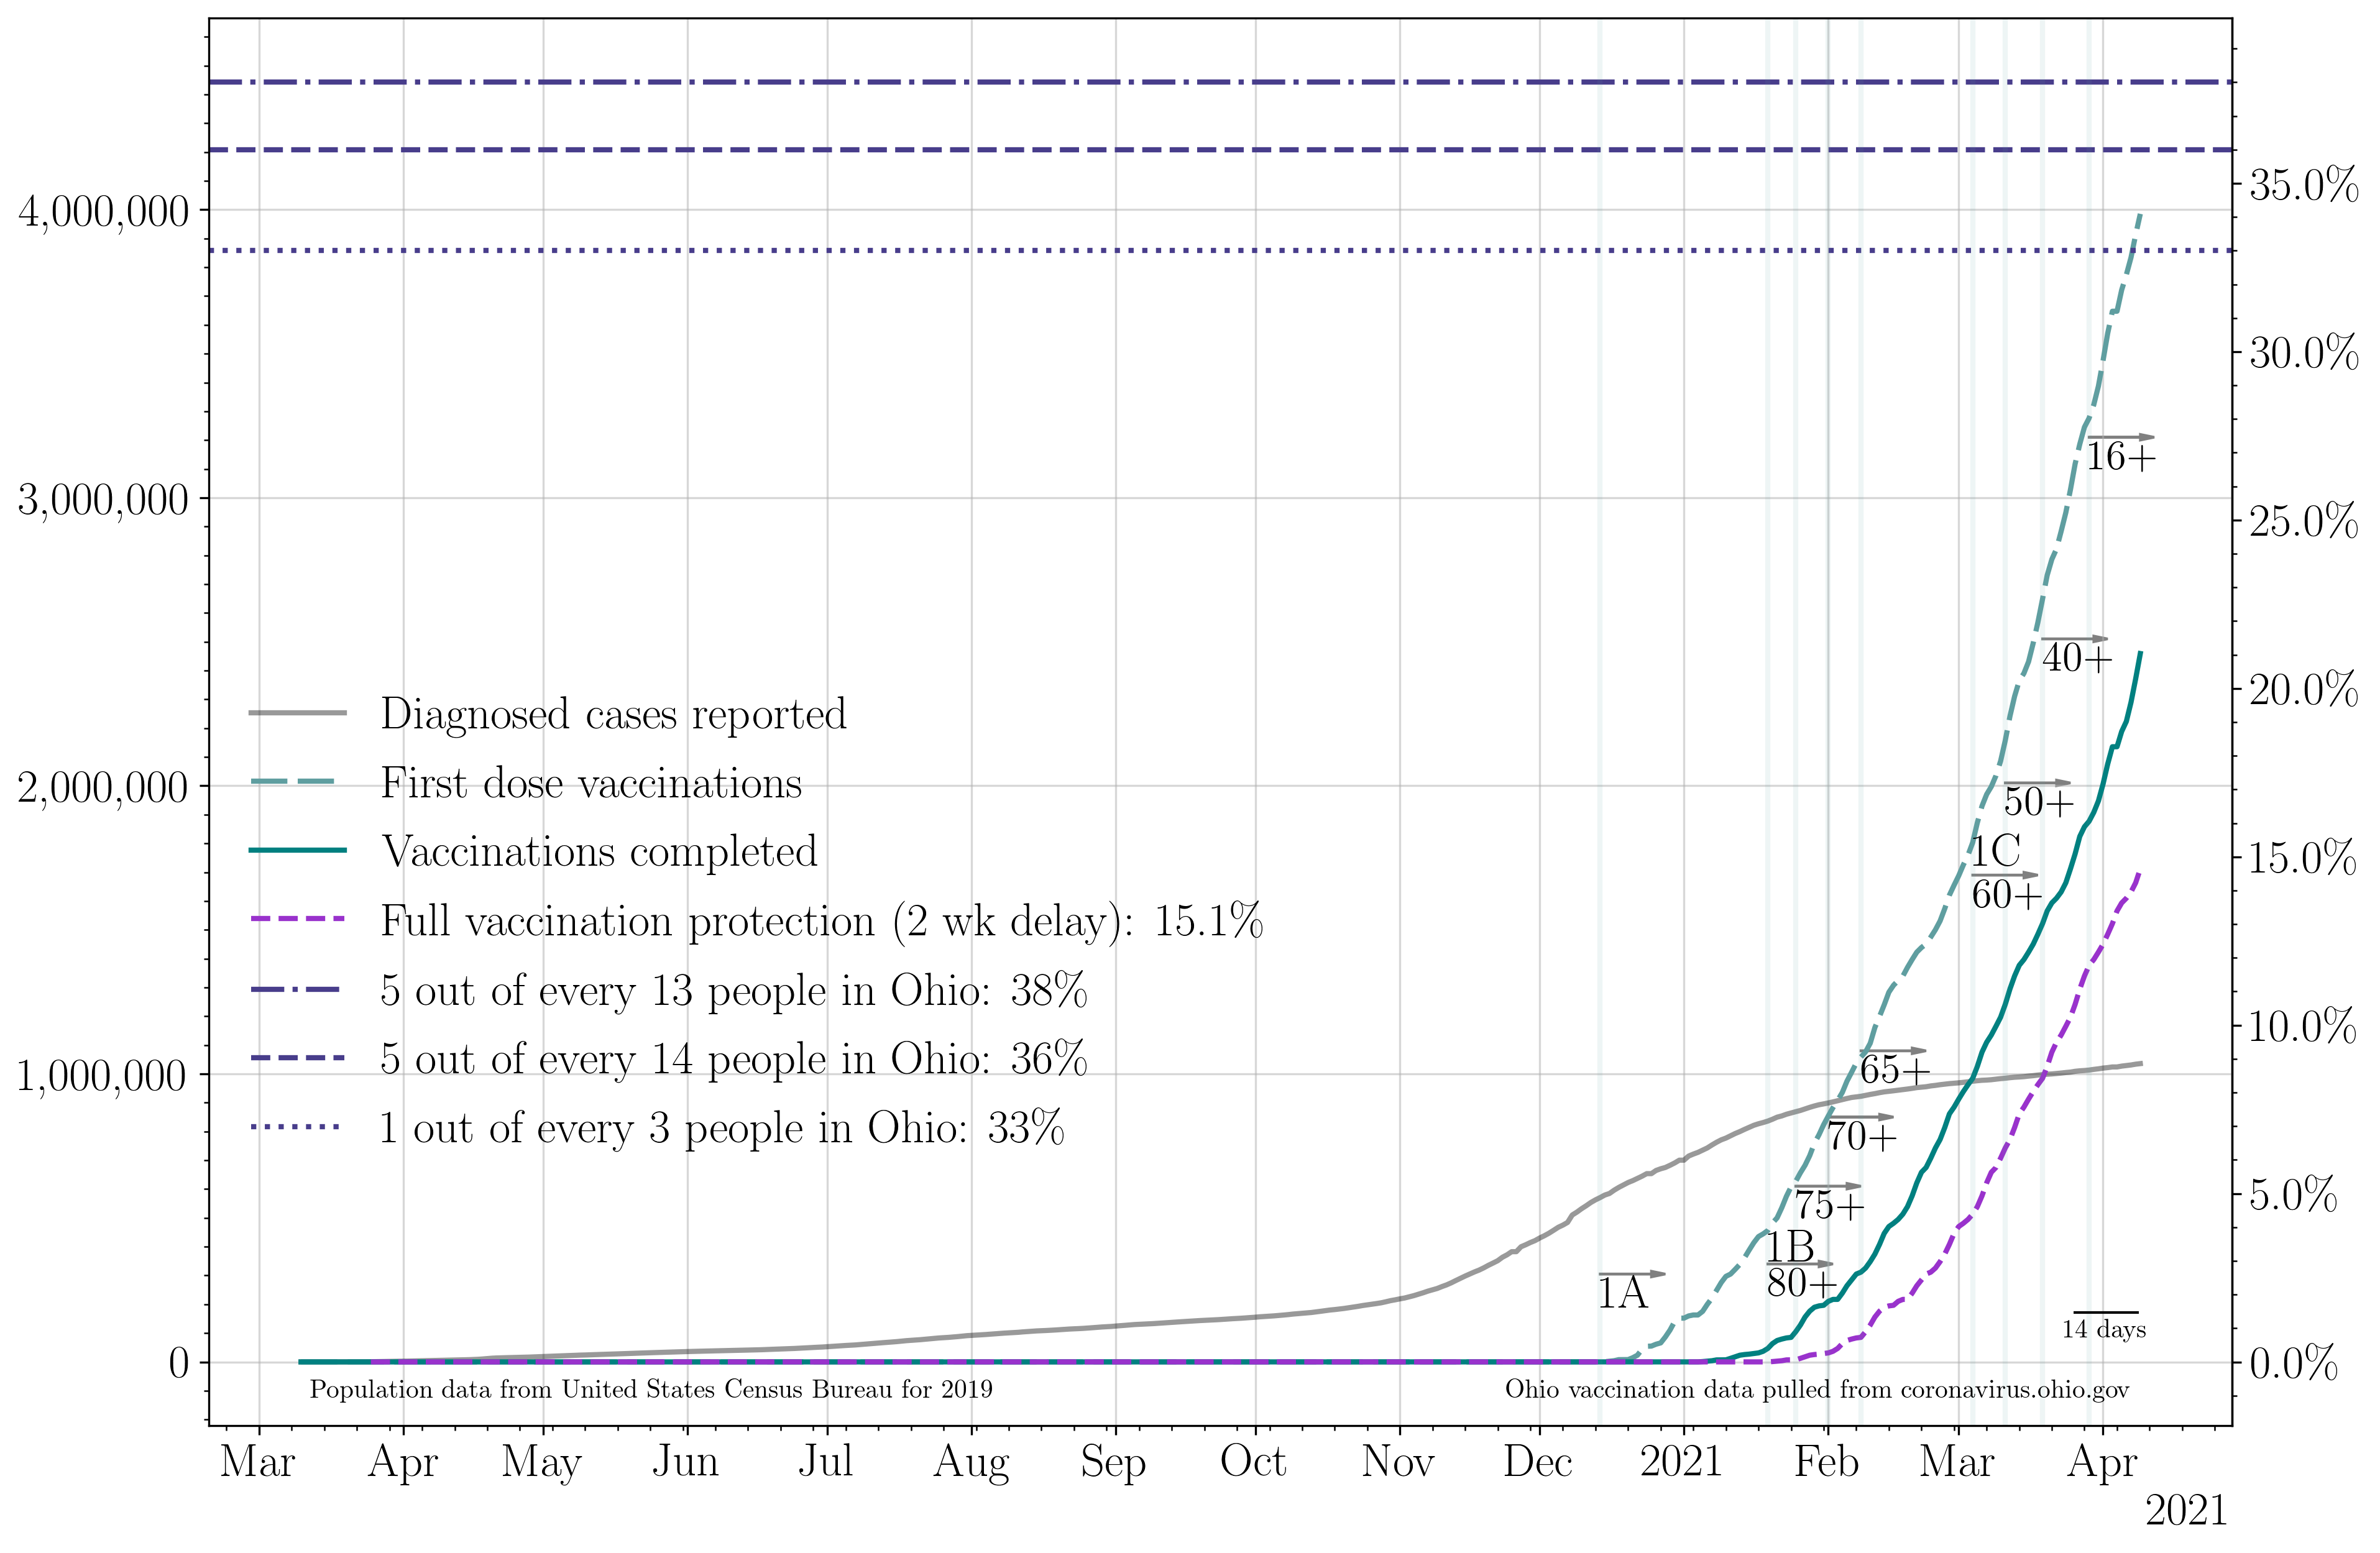 4,000,000
3,000,000
2,000,000
1,000,000
0
35.0%
30.0%
25.0%
20.0%
15.0%
10.0%
5.0%
0.0%
Diagnosed cases reported
First dose vaccinations
Vaccinations completed
Full vaccination protection (2 wk delay): 15.1%
5 out of every 13 people in Ohio: 38%
5 out of every 14 people in Ohio: 36%
1 out of every 3 people in Ohio: 33%
16+
40+
50+
1C
60+
65+
70+
75+
1B
80+
1A
14 days
Population data from United States Census Bureau for 2019
Ohio vaccination data pulled from coronavirus.ohio.gov
Mar Apr May Jun Jul Aug Sep Oct Nov Dec 2021 Feb Mar Apr
2021